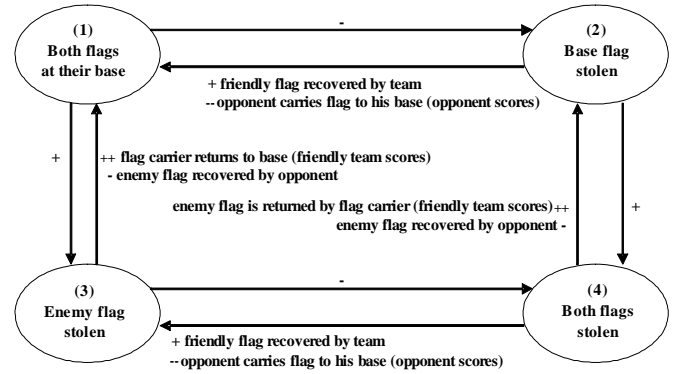 (1)
Both flags
at their base
-
(2)
Base flag
stolen
+ friendly flag recovered by team
-- opponent carries flag to his base (opponent scores)
+
++ flag carrier returns to base (friendly team scores)
- enemy flag recovered by opponent
enemy flag is returned by flag carrier (friendly team scores) ++
enemy flag recovered by opponent -
+
(3)
Enemy flag
stolen
-
(4)
Both flags
stolen
+ friendly flag recovered by team
-- opponent carries flag to his base (opponent scores)